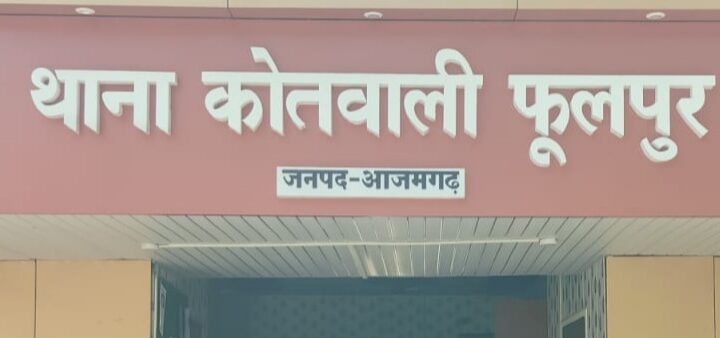 थाना कोतवाली फूलपुर
जनपद-आजमगढ़